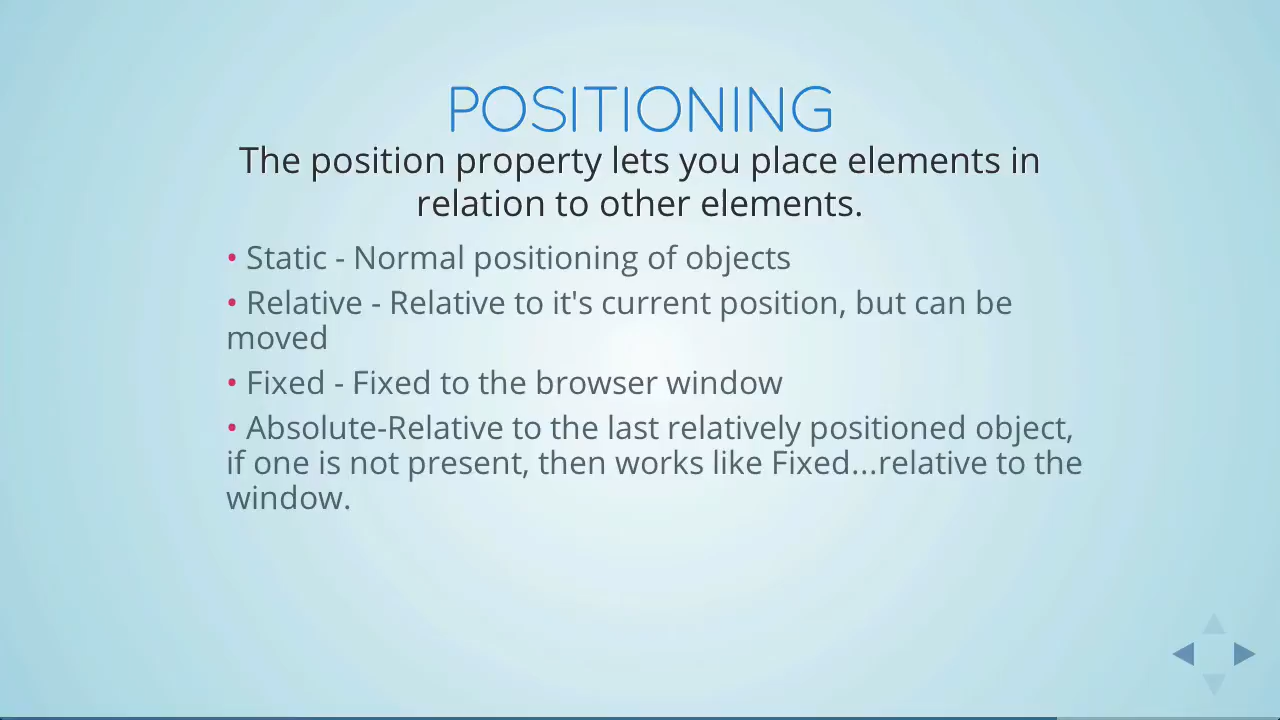 POSITIONING
The position property lets you place elements in
relation to other elements.
• Static - Normal positioning of objects
• Relative - Relative to it's current position, but can be
moved
• Fixed - Fixed to the browser window
• Absolute-Relative to the last relatively positioned object,
if one is not present, then works like Fixed...relative to the
window.